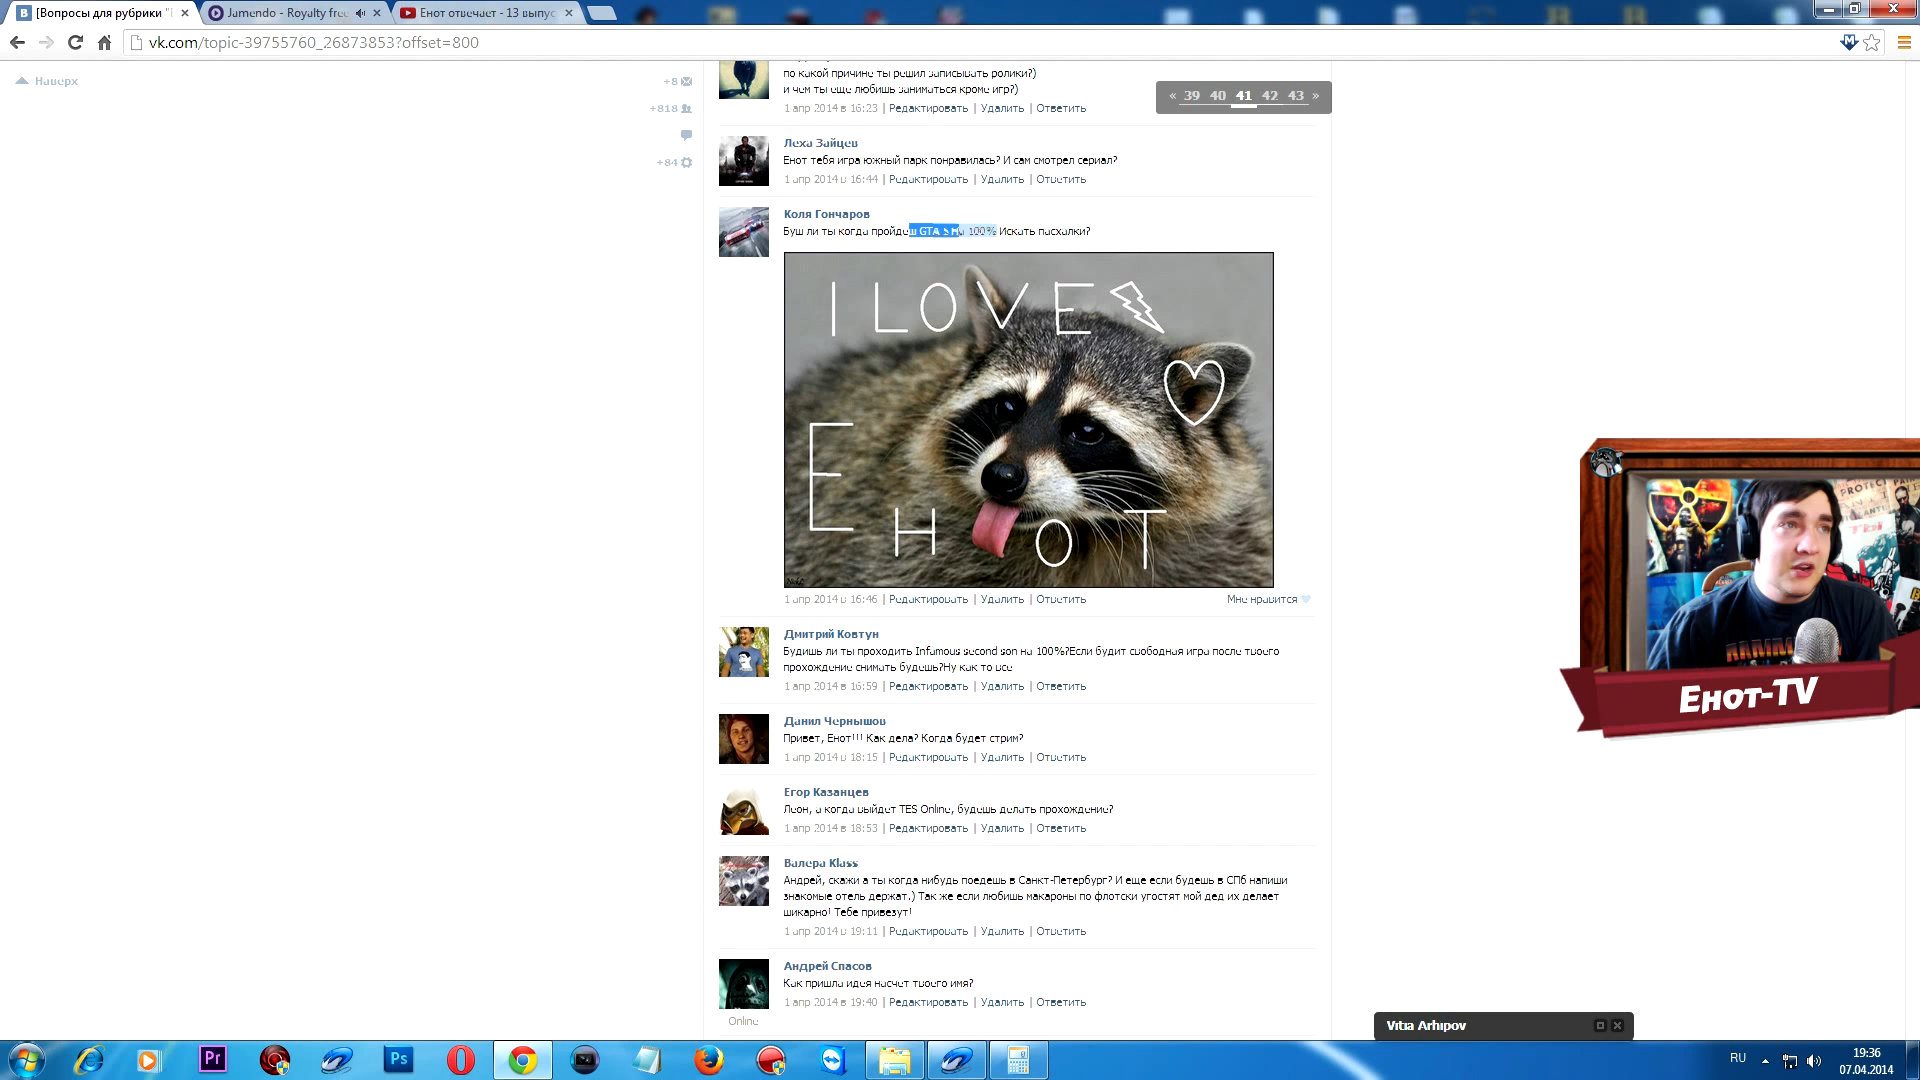 [Вопросы для рубрики "
Jamendo - Royalty free
Енот отвечает - 13 выпус
vk.com/topic-39755760_26873853?offset=800
Наверх
+8
+818
+84
« 39 40 41 42 43 »
по какой причине ты решил записывать ролики?)
и чем ты еще любишь заниматься кроме игр?)
1 апр 2014 в 16:23 | Редактировать | Удалить | Ответить
Леха Зайцев
Енот тебя игра южный парк понравилась? И сам смотрел сериал?
1 апр 2014 в 16:44 | Редактировать | Удалить | Ответить
Коля Гончаров
Буш ли ты когда пройдеш GTA 5 На 100% Искать пасхалки?
I LOVE
ЕНОТ
1 апр 2014 в 16:46 | Редактировать | Удалить | Ответить
Мне нравится
Дмитрий Ковтун
Будишь ли ты проходить Infamous second son на 100%?Если будит свободная игра после твоего
прохождение снимать будешь?Ну как то все
1 апр 2014 в 16:59 | Редактировать | Удалить | Ответить
Данил Чернышов
Привет, Енот!!! Как дела? Когда будет стрим?
1 апр 2014 в 18:15 | Редактировать | Удалить | Ответить
Егор Казанцев
Леон, а когда выйдет TES Online, будешь делать прохождение?
1 апр 2014 в 18:53 | Редактировать | Удалить | Ответить
Валера Klass
Андрей, скажи а ты когда нибудь поедешь в Санкт-Петербург? И еще если будешь в СПб напиши
знакомые отель держат.) Так же если любишь макароны по флотски угостят мой дед их делает
шикарно! Тебе привезут!
1 апр 2014 в 19:11 | Редактировать | Удалить | Ответить
Андрей Спасов
Как пришла идея насчет твоего имя?
1 апр 2014 в 19:40 | Редактировать | Удалить | Ответить
Online
PROTECT
RAMM
Енот-TV
Vitia Arhipov
Pr
Ps
RU
19:36
07.04.2014